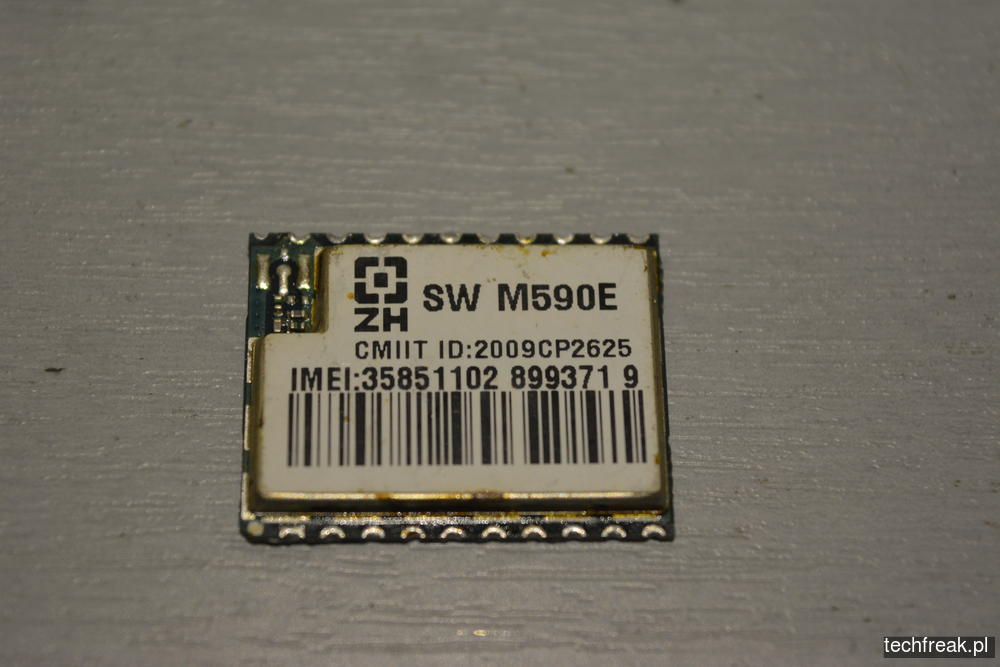 ZH
SW M590E
CMIIT ID:2009CP2625
IMEI:35851102 899371 9
techfreak.pl